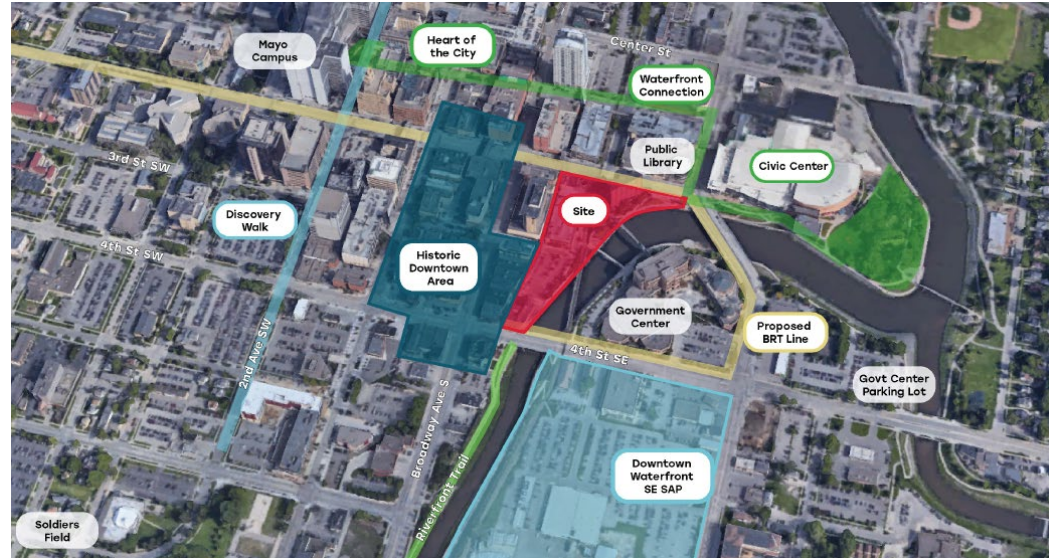 Center St
Heart of
the City
Mayo
Campus
Waterfront
Connection
Public
Library
Civic Center
3rd St SW
Site
Discovery
Walk
4th St SW
Historic
Downtown
Area
Government
Center
Proposed
BRT Line
4th St SE
2nd Ave SW
Govt Center
Parking Lot
Broadway Ave S
Downtown
Waterfront
SE SAP
Riverfront Trail
Soldiers
Field